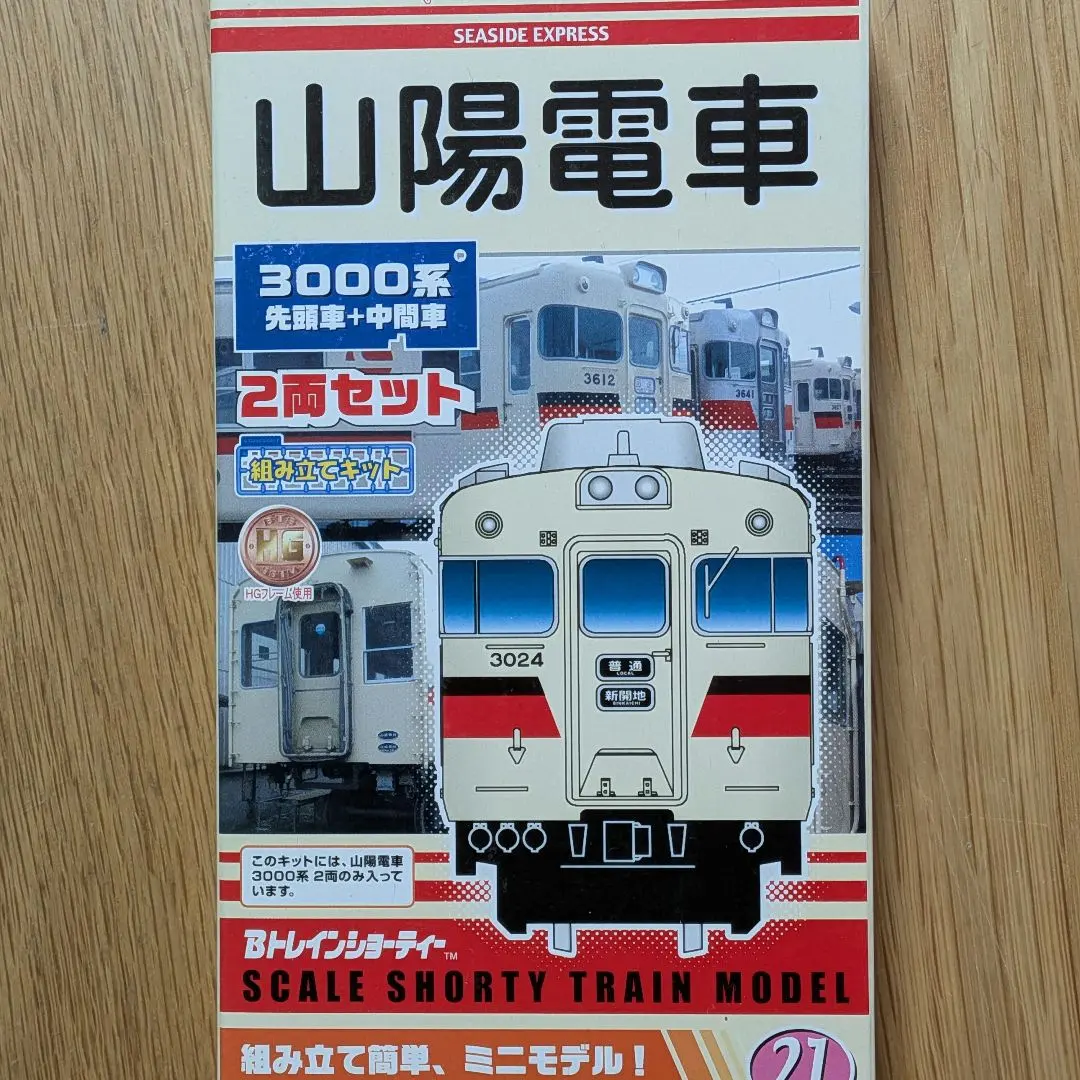 SEASIDE EXPRESS
山陽電車
3000系
先頭車+中間車
2両セット
組み立てキット
HG
HGフレーム使用
3612
3641
3024
普通
LOCAL
新開地
SINKAICHI
このキットには、山陽電車
3000系 2両のみ入って
います。
Bトレインショーティー™
SCALE SHORTY TRAIN MODEL
組み立て簡単、ミニモデル!
21